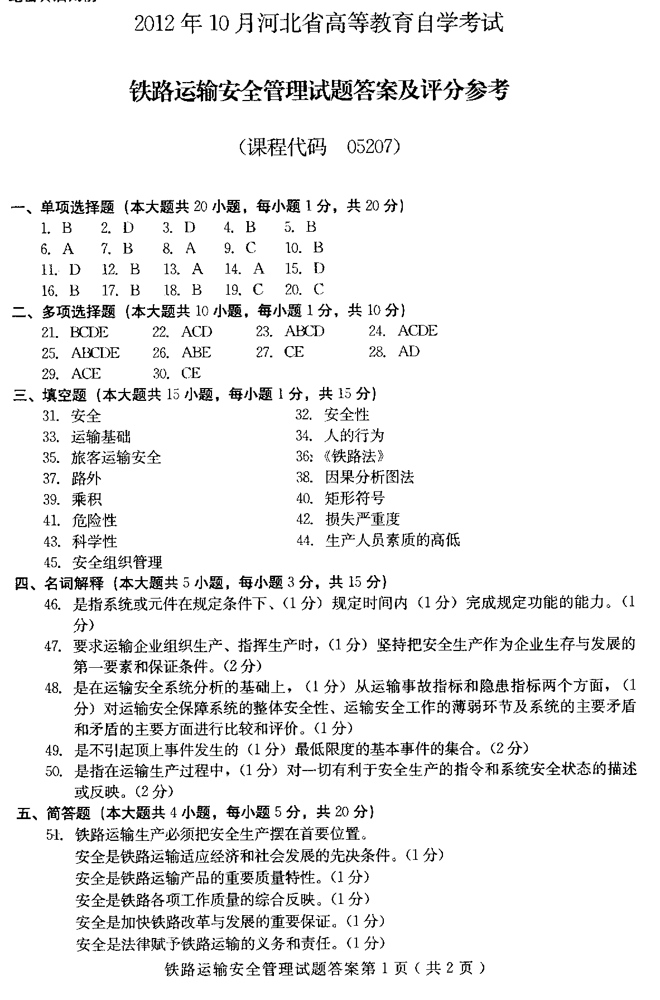 2012 年 10 月河北省高等教育自学考试
铁路运输安全管理试题答案及评分参考
（课程代码　05207）
一、单项选择题（本大题共 20 小题，每小题 1 分，共 20 分）
1. B 2. D 3. D 4. B 5. B
6. A 7. B 8. A 9. C 10. B
11. D 12. B 13. A 14. A 15. D
16. B 17. B 18. B 19. C 20. C
二、多项选择题（本大题共 10 小题，每小题 1 分，共 10 分）
21. BCDE 22. ACD 23. ABCD 24. ACDE
25. ABCDE 26. ABE 27. CE 28. AD
29. ACE 30. CE
三、填空题（本大题共 15 小题，每小题 1 分，共 15 分）
31. 安全 32. 安全性
33. 运输基础 34. 人的行为
35. 旅客运输安全 36:《铁路法》
37. 路外 38. 因果分析图法
39. 乘积 40. 矩形符号
41. 危险性 42. 损失严重度
43. 科学性 44. 生产人员素质的高低
45. 安全组织管理
四、名词解释（本大题共 5 小题，每小题 3 分，共 15 分）
46. 是指系统或元件在规定条件下、（1 分）规定时间内（1 分）完成规定功能的能力。（1
分）
47. 要求运输企业组织生产、指挥生产时，（1 分）坚持把安全生产作为企业生存与发展的
第一要素和保证条件。（2 分）
48. 是在运输安全系统分析的基础上，（1 分）从运输事故指标和隐患指标两个方面，（1
分）对运输安全保障系统的整体安全性、运输安全工作的薄弱环节及系统的主要矛盾
和矛盾的主要方面进行比较和评价。（1 分）
49. 是不引起顶上事件发生的（1 分）最低限度的基本事件的集合。（2 分）
50. 是指在运输生产过程中，（1 分）对一切有利于安全生产的指令和系统安全状态的描述
或反映。（2 分）
五、简答题（本大题共 4 小题，每小题 5 分，共 20 分）
51. 铁路运输生产必须把安全生产摆在首要位置。
安全是铁路运输适应经济和社会发展的先决条件。（1 分）
安全是铁路运输产品的重要质量特性。（1 分）
安全是铁路各项工作质量的综合反映。（1 分）
安全是加快铁路改革与发展的重要保证。（1 分）
安全是法律赋予铁路运输的义务和责任。（1 分）
铁路运输安全管理试题答案第 1 页（ 共 2 页 ）